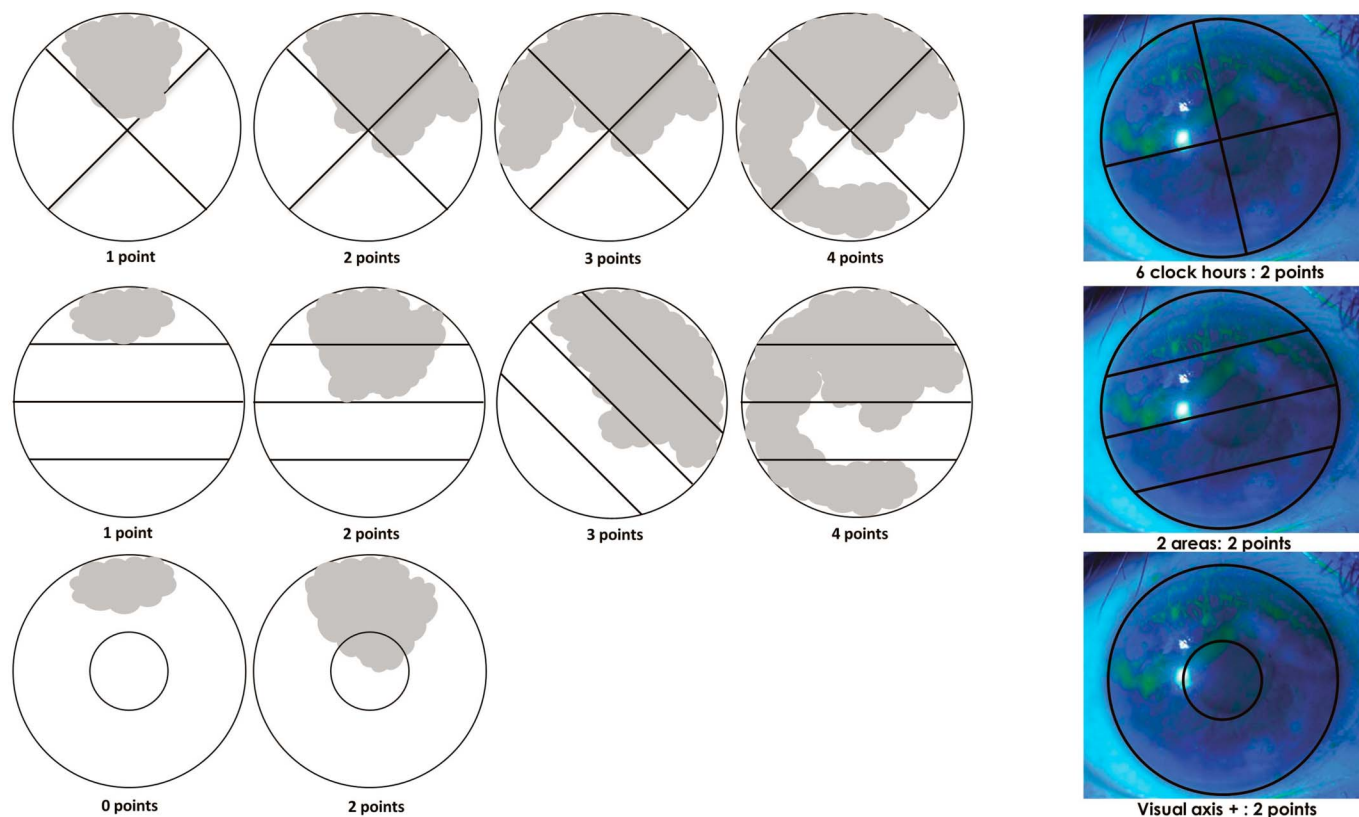 1 point
2 points
3 points
4 points
6 clock hours : 2 points
1 point
2 points
3 points
4 points
2 areas: 2 points
0 points
2 points
Visual axis + : 2 points